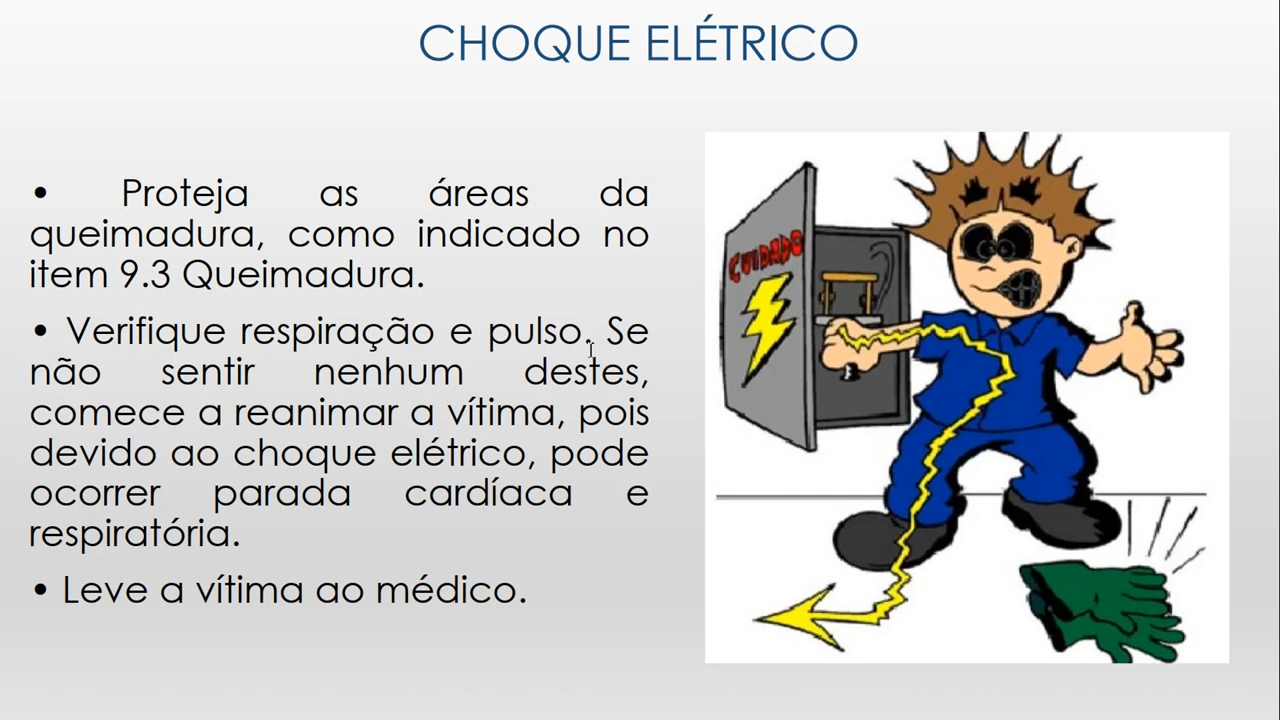 CHOQUE ELÉTRICO
• Proteja as áreas da
queimadura, como indicado no
item 9.3 Queimadura.
• Verifique respiração e pulso. Se
não sentir nenhum destes,
comece a reanimar a vítima, pois
devido ao choque elétrico, pode
ocorrer parada cardíaca e
respiratória.
• Leve a vítima ao médico.
CUIDADO